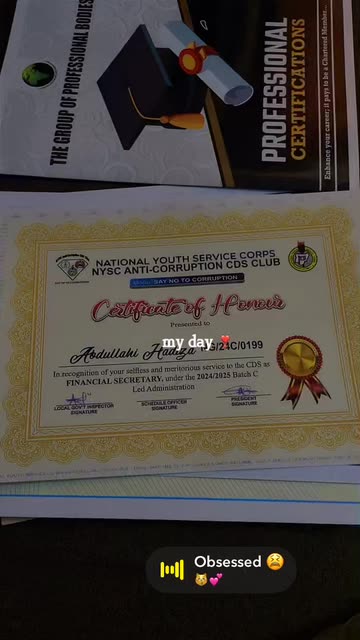 THE GROUP OF PROFESSIONAL BODIES
PROFESSIONAL
CERTIFICATIONS
Enhance your career; it pays to be a Chartered Member...
NATIONAL YOUTH SERVICE CORPS
NYSC ANTI-CORRUPTION CDS CLUB
SAY NO TO CORRUPTION
Certificate of Honour
Presented to
my day
Abdullahi Hadiza /24C/0199
In recognition of your selfless and meritorious service to the CDS as
FINANCIAL SECRETARY, under the 2024/2025 Batch C
Led Administration
LOCAL GOV'T INSPECTOR
SIGNATURE
SCHEDULE OFFICER
SIGNATURE
PRESIDENT
SIGNATURE
Obsessed 😫
😽💕